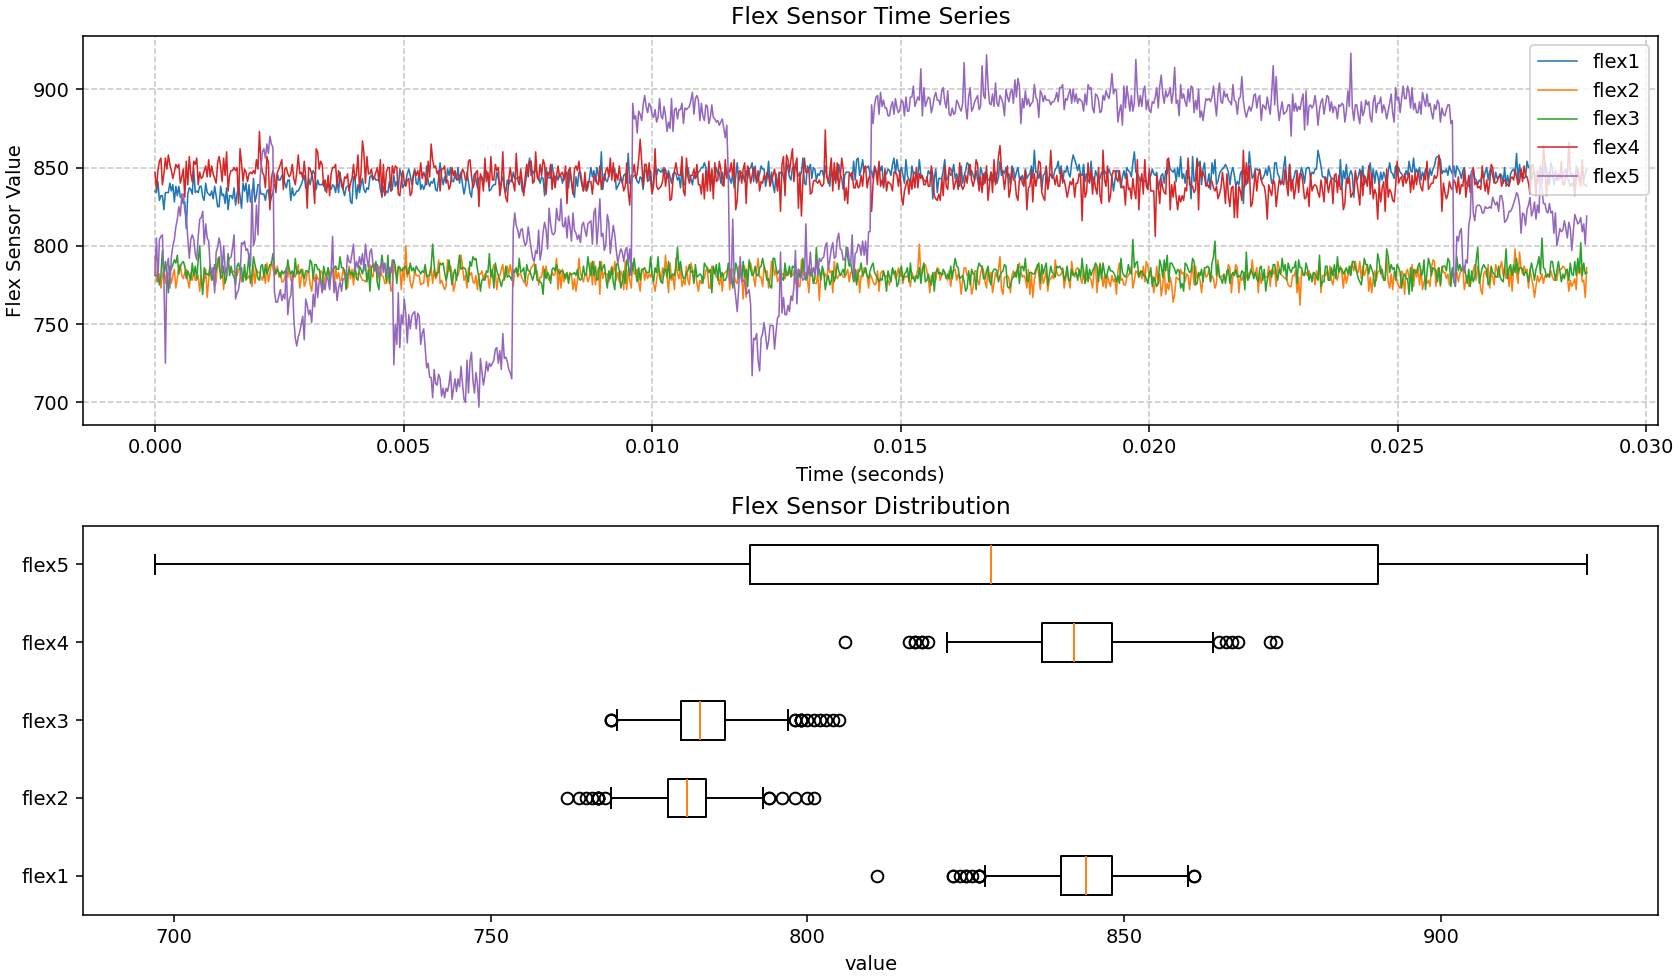 Flex Sensor Time Series
Flex Sensor Value
900
850
800
750
700
flex1
flex2
flex3
flex4
flex5
0.000 0.005 0.010 0.015 0.020 0.025 0.030
Time (seconds)
Flex Sensor Distribution
flex5
flex4
flex3
flex2
flex1
700 750 800 850 900
value